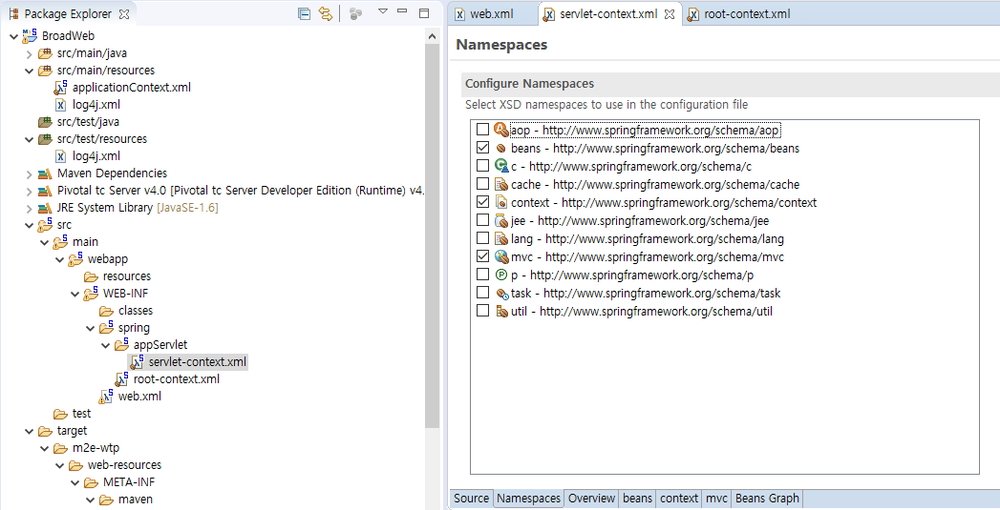 Package Explorer
BroadWeb
src/main/java
src/main/resources
applicationContext.xml
log4j.xml
src/test/java
src/test/resources
log4j.xml
Maven Dependencies
Pivotal tc Server v4.0 [Pivotal tc Server Developer Edition (Runtime) v4.
JRE System Library [JavaSE-1.6]
src
main
webapp
resources
WEB-INF
classes
spring
appServlet
servlet-context.xml
root-context.xml
web.xml
test
target
m2e-wtp
web-resources
META-INF
maven
web.xml servlet-context.xml root-context.xml
Namespaces
Configure Namespaces
Select XSD namespaces to use in the configuration file
aop - http://www.springframework.org/schema/aop
beans - http://www.springframework.org/schema/beans
c - http://www.springframework.org/schema/c
cache - http://www.springframework.org/schema/cache
context - http://www.springframework.org/schema/context
jee - http://www.springframework.org/schema/jee
lang - http://www.springframework.org/schema/lang
mvc - http://www.springframework.org/schema/mvc
p - http://www.springframework.org/schema/p
task - http://www.springframework.org/schema/task
util - http://www.springframework.org/schema/util
Source Namespaces Overview beans context mvc Beans Graph